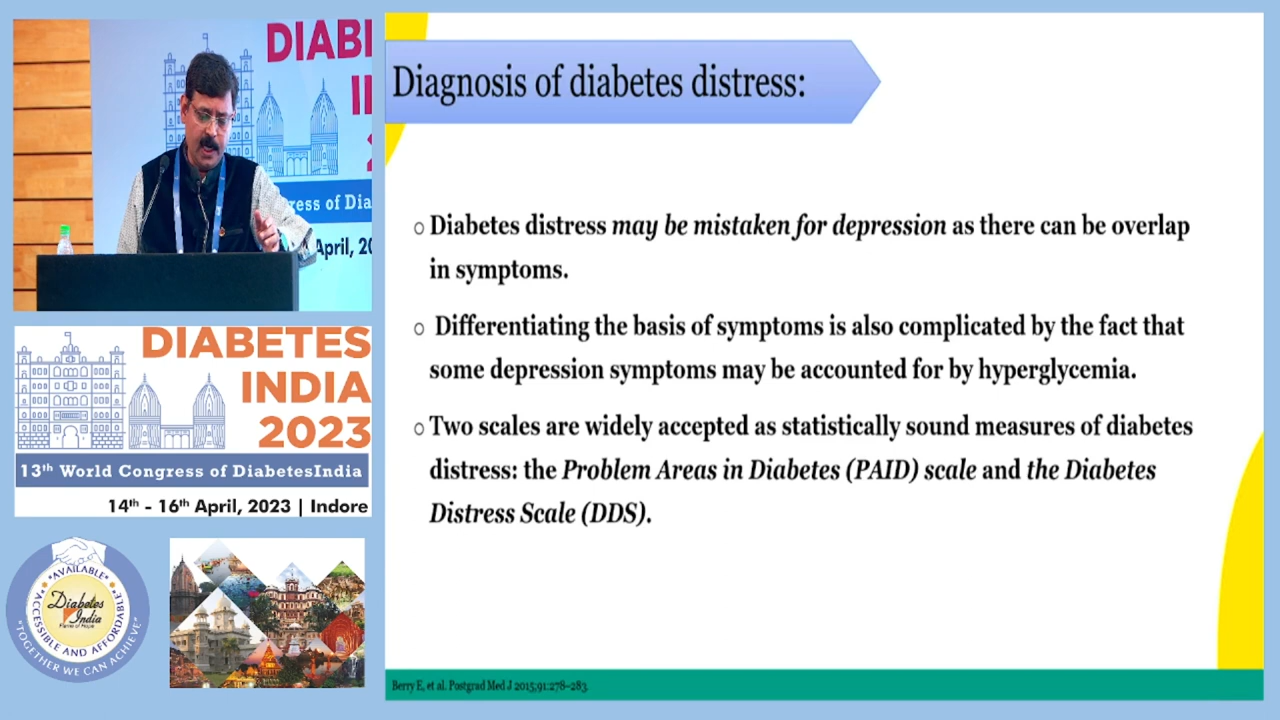 DIABE
ress of Dia
April, 20
DIABETES
INDIA
2023
13th World Congress of DiabetesIndia
14th - 16th April, 2023 | Indore
"AVAILABLE"
"ACCESSIBLE AND AFFORDABLE"
Diabetes
India
"TOGETHER WE CAN ACHIEVE"
Diagnosis of diabetes distress:
○ Diabetes distress may be mistaken for depression as there can be overlap
in symptoms.
○ Differentiating the basis of symptoms is also complicated by the fact that
some depression symptoms may be accounted for by hyperglycemia.
○ Two scales are widely accepted as statistically sound measures of diabetes
distress: the Problem Areas in Diabetes (PAID) scale and the Diabetes
Distress Scale (DDS).
Berry E, et al. Postgrad Med J 2015;91:278–283.